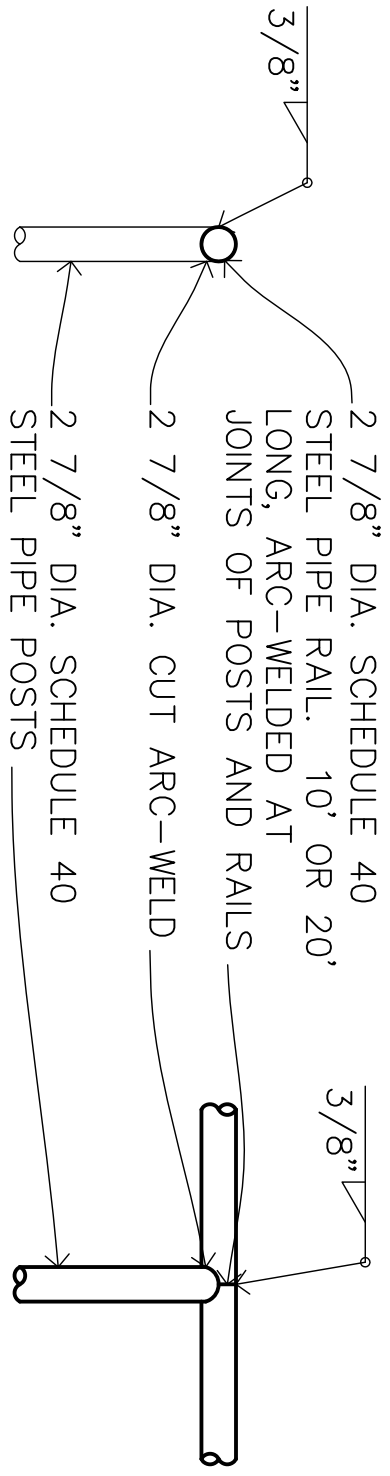 3/8"
2 7/8" DIA. SCHEDULE 40
STEEL PIPE RAIL. 10' OR 20'
LONG, ARC-WELDED AT
JOINTS OF POSTS AND RAILS
2 7/8" DIA. CUT ARC-WELD
2 7/8" DIA. SCHEDULE 40
STEEL PIPE POSTS
3/8"